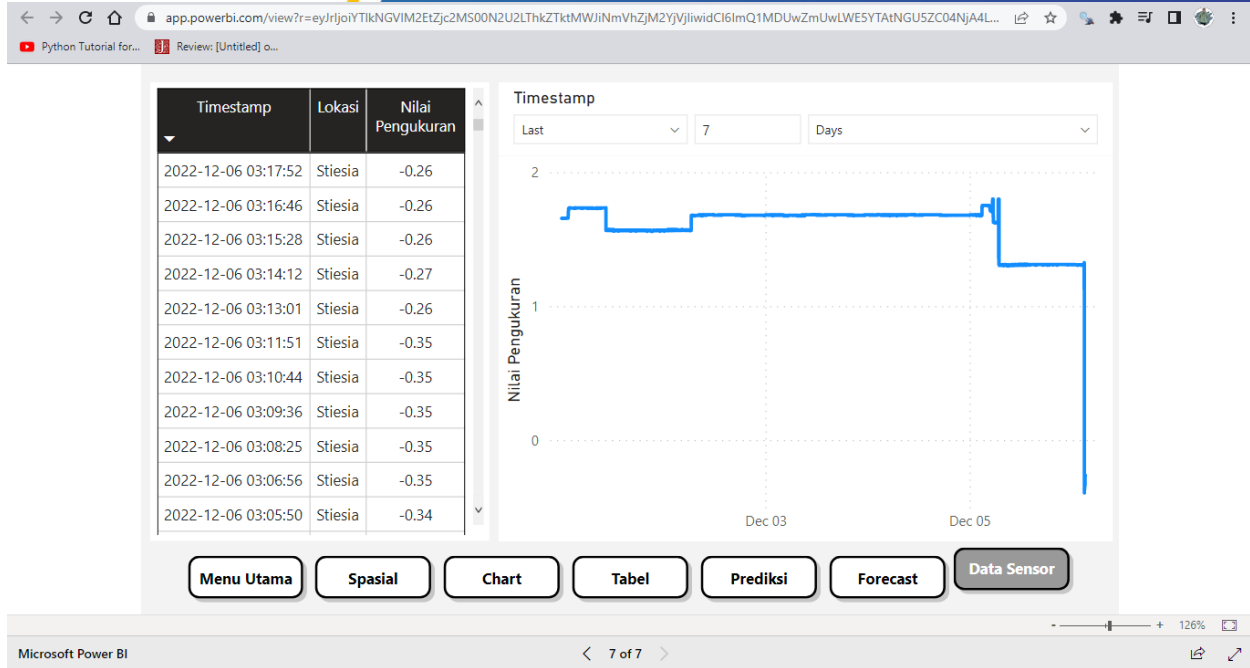 app.powerbi.com/view?r=eyJrIjoiYTlkNGVlM2EtZjc2MS00N2U2LThkZTktMWJiNmVhZjM2YjVjIiwidCI6ImQ1MDUwZmUwLWE5YTAtNGU5ZC04NjA4L...
Python Tutorial for...
Review: [Untitled] o...
Timestamp Lokasi Nilai
Pengukuran
2022-12-06 03:17:52 Stiesia -0.26
2022-12-06 03:16:46 Stiesia -0.26
2022-12-06 03:15:28 Stiesia -0.26
2022-12-06 03:14:12 Stiesia -0.27
2022-12-06 03:13:01 Stiesia -0.26
2022-12-06 03:11:51 Stiesia -0.35
2022-12-06 03:10:44 Stiesia -0.35
2022-12-06 03:09:36 Stiesia -0.35
2022-12-06 03:08:25 Stiesia -0.35
2022-12-06 03:06:56 Stiesia -0.35
2022-12-06 03:05:50 Stiesia -0.34
Timestamp
Last 7 Days
2
1
0
Nilai Pengukuran
Dec 03 Dec 05
Menu Utama Spasial Chart Tabel Prediksi Forecast Data Sensor
- + 126%
Microsoft Power BI 7 of 7